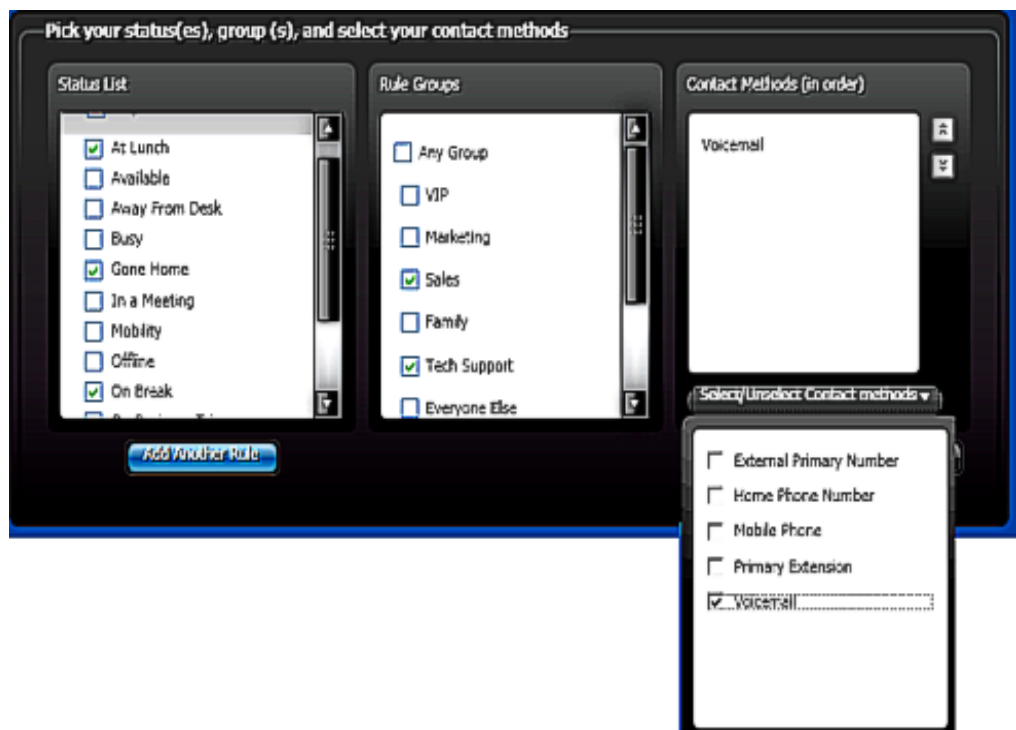 Pick your status(es), group (s), and select your contact methods
Status List
At Lunch
Available
Away From Desk
Busy
Gone Home
In a Meeting
Mobility
Offline
On Break
Rule Groups
Any Group
VIP
Marketing
Sales
Family
Tech Support
Everyone Else
Contact Methods (in order)
Voicemail
Select/Unselect Contact methods
Add Another Rule
External Primary Number
Home Phone Number
Mobile Phone
Primary Extension
Voicemail